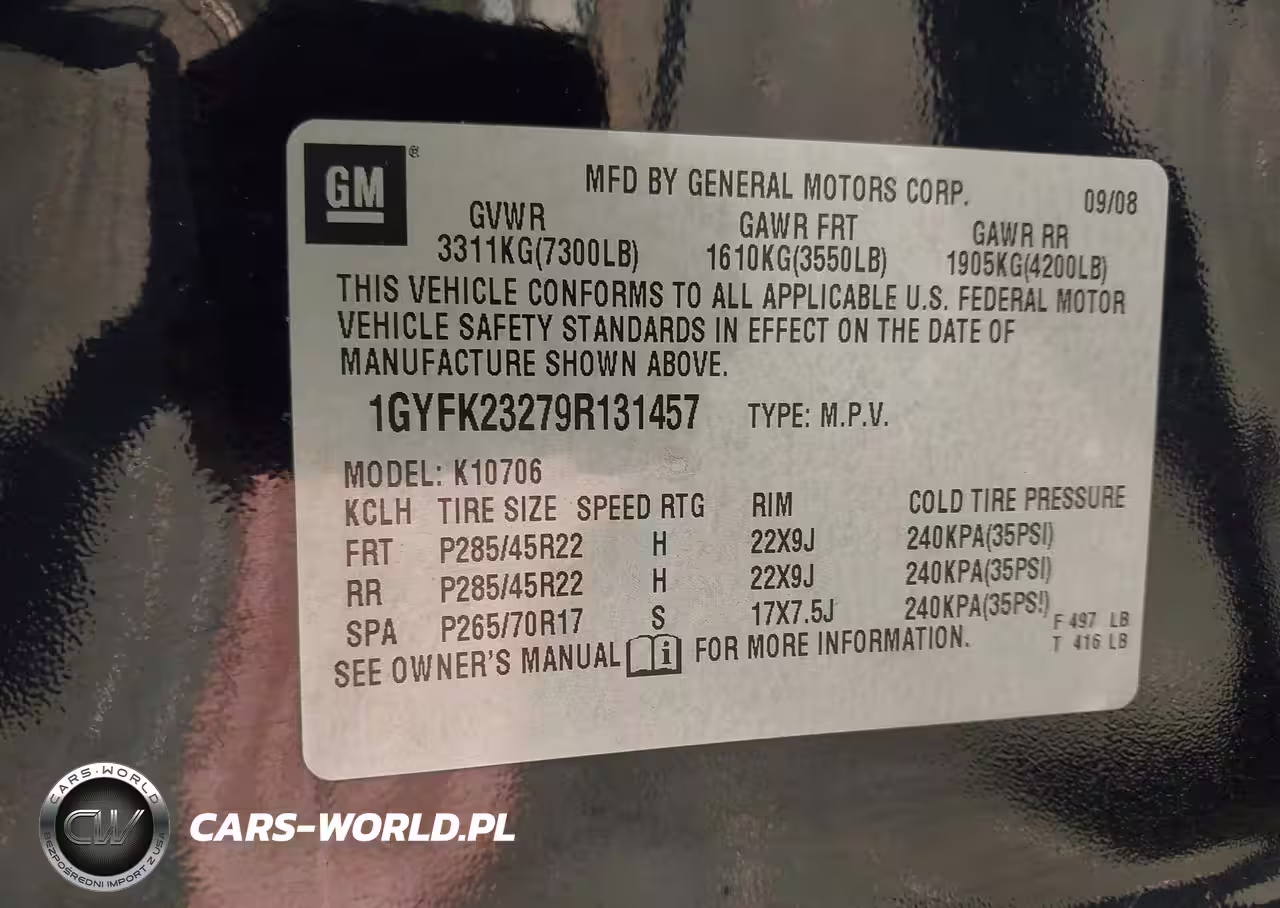 GM ®
MFD BY GENERAL MOTORS CORP. 09/08
GVWR GAWR FRT GAWR RR
3311KG(7300LB) 1610KG(3550LB) 1905KG(4200LB)
THIS VEHICLE CONFORMS TO ALL APPLICABLE U.S. FEDERAL MOTOR
VEHICLE SAFETY STANDARDS IN EFFECT ON THE DATE OF
MANUFACTURE SHOWN ABOVE.
1GYFK23279R131457 TYPE: M.P.V.
MODEL: K10706
KCLH TIRE SIZE SPEED RTG RIM COLD TIRE PRESSURE
FRT P285/45R22 H 22X9J 240KPA(35PSI)
RR P285/45R22 H 22X9J 240KPA(35PSI)
SPA P265/70R17 S 17X7.5J 240KPA(35PSI)
F 497 LB
T 416 LB
SEE OWNER'S MANUAL i FOR MORE INFORMATION.
CARS-WORLD
CW
BEZPOŚREDNI IMPORT Z USA
CARS-WORLD.PL